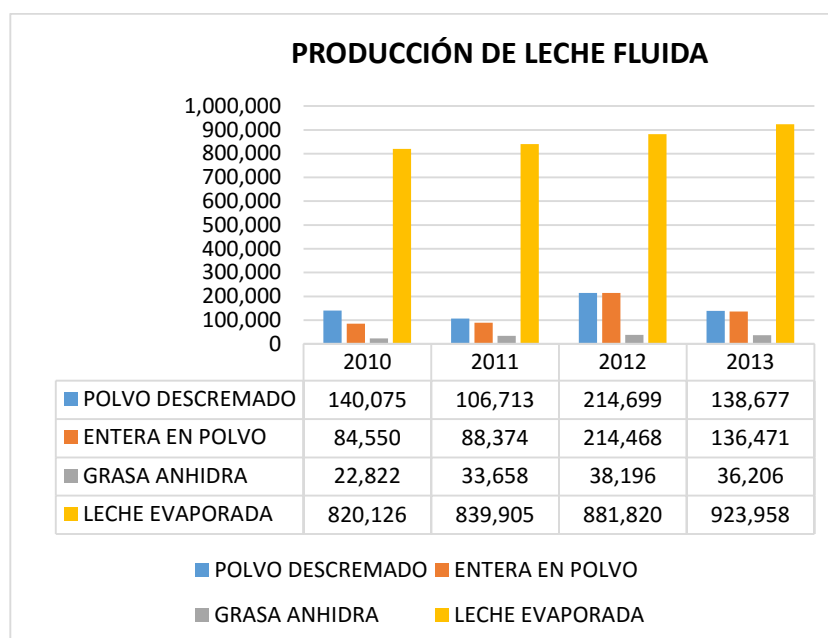 PRODUCCIÓN DE LECHE FLUIDA
1,000,000
900,000
800,000
700,000
600,000
500,000
400,000
300,000
200,000
100,000
0
2010 2011 2012 2013
POLVO DESCREMADO 140,075 106,713 214,699 138,677
ENTERA EN POLVO 84,550 88,374 214,468 136,471
GRASA ANHIDRA 22,822 33,658 38,196 36,206
LECHE EVAPORADA 820,126 839,905 881,820 923,958
POLVO DESCREMADO ENTERA EN POLVO
GRASA ANHIDRA LECHE EVAPORADA